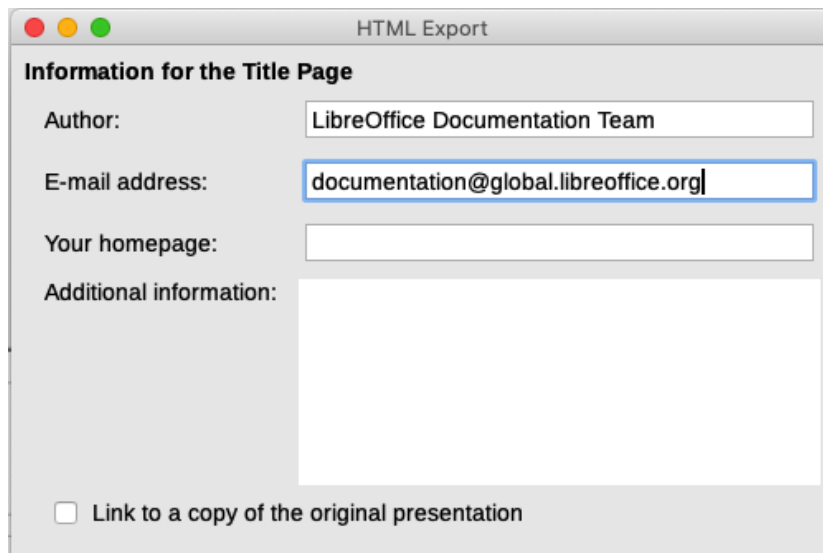 HTML Export
Information for the Title Page
Author: LibreOffice Documentation Team
E-mail address: documentation@global.libreoffice.org
Your homepage:
Additional information:
Link to a copy of the original presentation